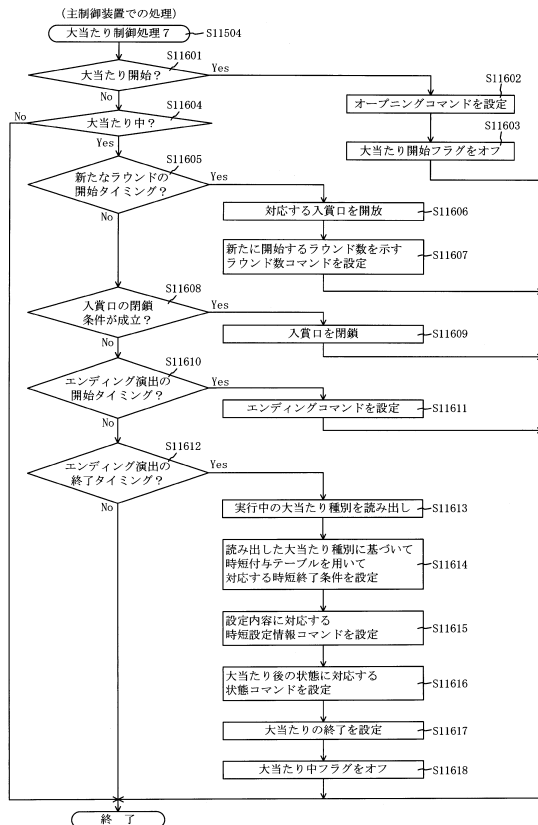 (主制御装置での処理)
大当たり制御処理7
S11504
S11601
大当たり開始?
Yes
No
S11602
オープニングコマンドを設定
S11603
大当たり開始フラグをオフ
S11604
No
大当たり中?
Yes
S11605
新たなラウンドの
開始タイミング?
Yes
No
対応する入賞口を開放
S11606
新たに開始するラウンド数を示す
ラウンド数コマンドを設定
S11607
S11608
入賞口の閉鎖
条件が成立?
Yes
No
入賞口を閉鎖
S11609
S11610
エンディング演出の
開始タイミング?
Yes
No
エンディングコマンドを設定
S11611
S11612
エンディング演出の
終了タイミング?
Yes
No
実行中の大当たり種別を読み出し
S11613
読み出した大当たり種別に基づいて
時短付与テーブルを用いて
対応する時短終了条件を設定
S11614
設定内容に対応する
時短設定情報コマンドを設定
S11615
大当たり後の状態に対応する
状態コマンドを設定
S11616
大当たりの終了を設定
S11617
大当たり中フラグをオフ
S11618
終 了